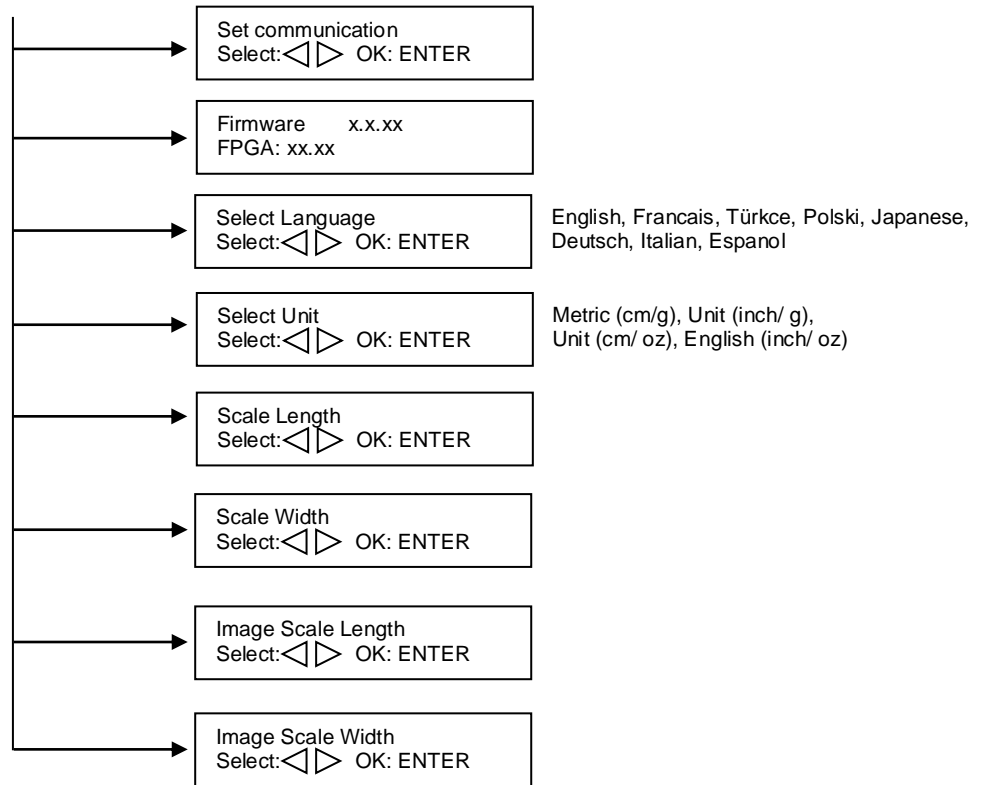 Set communication
Select:◁ ▷ OK: ENTER
Firmware x.x.xx
FPGA: xx.xx
Select Language
Select:◁ ▷ OK: ENTER
English, Francais, Türkce, Polski, Japanese,
Deutsch, Italian, Espanol
Select Unit
Select:◁ ▷ OK: ENTER
Metric (cm/g), Unit (inch/ g),
Unit (cm/ oz), English (inch/ oz)
Scale Length
Select:◁ ▷ OK: ENTER
Scale Width
Select:◁ ▷ OK: ENTER
Image Scale Length
Select:◁ ▷ OK: ENTER
Image Scale Width
Select:◁ ▷ OK: ENTER